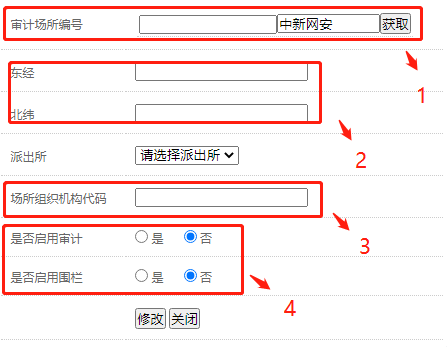 审计场所编号 中新网安 获取
1
东经
北纬
2
派出所 请选择派出所
场所组织机构代码
3
是否启用审计 是 否
是否启用围栏 是 否
4
修改 关闭